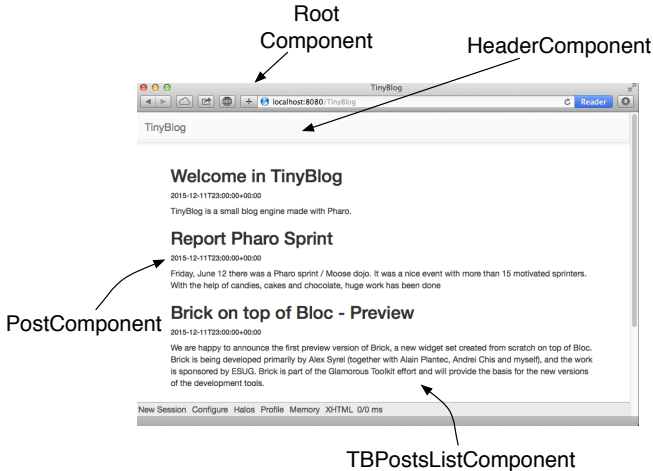 Root
Component
HeaderComponent
TinyBlog
localhost:8080/TinyBlog
Reader
TinyBlog
Welcome in TinyBlog
2015-12-11T23:00:00+00:00
TinyBlog is a small blog engine made with Pharo.
Report Pharo Sprint
2015-12-11T23:00:00+00:00
Friday, June 12 there was a Pharo sprint / Moose dojo. It was a nice event with more than 15 motivated sprinters.
With the help of candies, cakes and chocolate, huge work has been done
PostComponent
Brick on top of Bloc - Preview
2015-12-11T23:00:00+00:00
We are happy to announce the first preview version of Brick, a new widget set created from scratch on top of Bloc.
Brick is being developed primarily by Alex Syrel (together with Alain Plantec, Andrei Chis and myself), and the work
is sponsored by ESUG. Brick is part of the Glamorous Toolkit effort and will provide the basis for the new versions
of the development tools.
New Session Configure Halos Profile Memory XHTML 0/0 ms
TBPostsListComponent